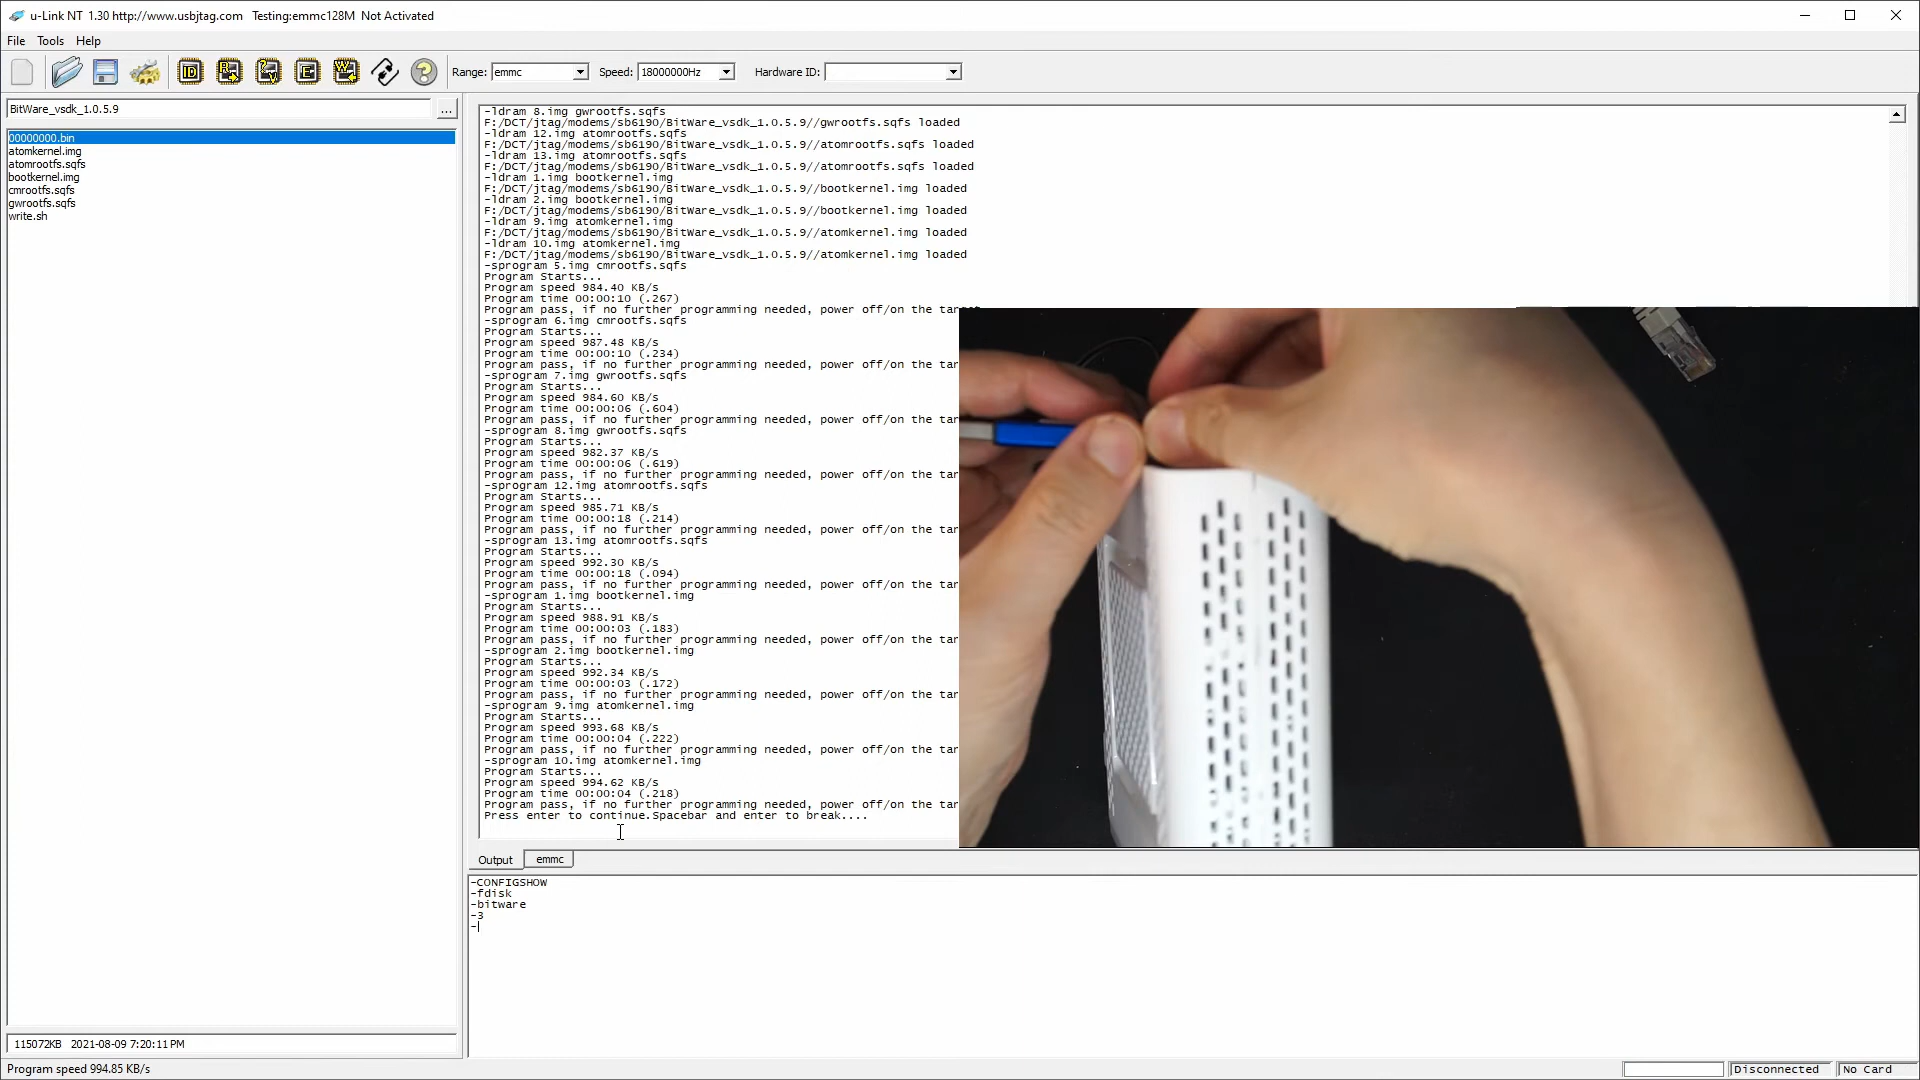 u-Link NT 1.30 http://www.usbjtag.com Testing:emmc128M Not Activated
File Tools Help
ID R V E W ? Range: emmc Speed: 18000000Hz Hardware ID:
BitWare_vsdk_1.0.5.9 ...
00000000.bin
atomkernel.img
atomrootfs.sqfs
bootkernel.img
cmrootfs.sqfs
gwrootfs.sqfs
write.sh
115072KB 2021-08-09 7:20:11 PM
-ldram 8.img gwrootfs.sqfs
F:/DCT/jtag/modems/sb6190/BitWare_vsdk_1.0.5.9//gwrootfs.sqfs loaded
-ldram 12.img atomrootfs.sqfs
F:/DCT/jtag/modems/sb6190/BitWare_vsdk_1.0.5.9//atomrootfs.sqfs loaded
-ldram 13.img atomrootfs.sqfs
F:/DCT/jtag/modems/sb6190/BitWare_vsdk_1.0.5.9//atomrootfs.sqfs loaded
-ldram 1.img bootkernel.img
F:/DCT/jtag/modems/sb6190/BitWare_vsdk_1.0.5.9//bootkernel.img loaded
-ldram 2.img bootkernel.img
F:/DCT/jtag/modems/sb6190/BitWare_vsdk_1.0.5.9//bootkernel.img loaded
-ldram 9.img atomkernel.img
F:/DCT/jtag/modems/sb6190/BitWare_vsdk_1.0.5.9//atomkernel.img loaded
-ldram 10.img atomkernel.img
F:/DCT/jtag/modems/sb6190/BitWare_vsdk_1.0.5.9//atomkernel.img loaded
-sprogram 5.img cmrootfs.sqfs
Program Starts...
Program speed 984.40 KB/s
Program time 00:00:10 (.267)
Program pass, if no further programming needed, power off/on the target
-sprogram 6.img cmrootfs.sqfs
Program Starts...
Program speed 987.48 KB/s
Program time 00:00:10 (.234)
Program pass, if no further programming needed, power off/on the tar
-sprogram 7.img gwrootfs.sqfs
Program Starts...
Program speed 984.60 KB/s
Program time 00:00:06 (.604)
Program pass, if no further programming needed, power off/on the tar
-sprogram 8.img gwrootfs.sqfs
Program Starts...
Program speed 982.37 KB/s
Program time 00:00:06 (.619)
Program pass, if no further programming needed, power off/on the tar
-sprogram 12.img atomrootfs.sqfs
Program Starts...
Program speed 985.71 KB/s
Program time 00:00:18 (.214)
Program pass, if no further programming needed, power off/on the tar
-sprogram 13.img atomrootfs.sqfs
Program Starts...
Program speed 992.30 KB/s
Program time 00:00:18 (.094)
Program pass, if no further programming needed, power off/on the tar
-sprogram 1.img bootkernel.img
Program Starts...
Program speed 988.91 KB/s
Program time 00:00:03 (.183)
Program pass, if no further programming needed, power off/on the tar
-sprogram 2.img bootkernel.img
Program Starts...
Program speed 992.34 KB/s
Program time 00:00:03 (.172)
Program pass, if no further programming needed, power off/on the tar
-sprogram 9.img atomkernel.img
Program Starts...
Program speed 993.68 KB/s
Program time 00:00:04 (.222)
Program pass, if no further programming needed, power off/on the tar
-sprogram 10.img atomkernel.img
Program Starts...
Program speed 994.62 KB/s
Program time 00:00:04 (.218)
Program pass, if no further programming needed, power off/on the tar
Press enter to continue.Spacebar and enter to break....
Output emmc
-CONFIGSHOW
-fdisk
-bitware
-3
-
Program speed 994.85 KB/s
Disconnected No Card